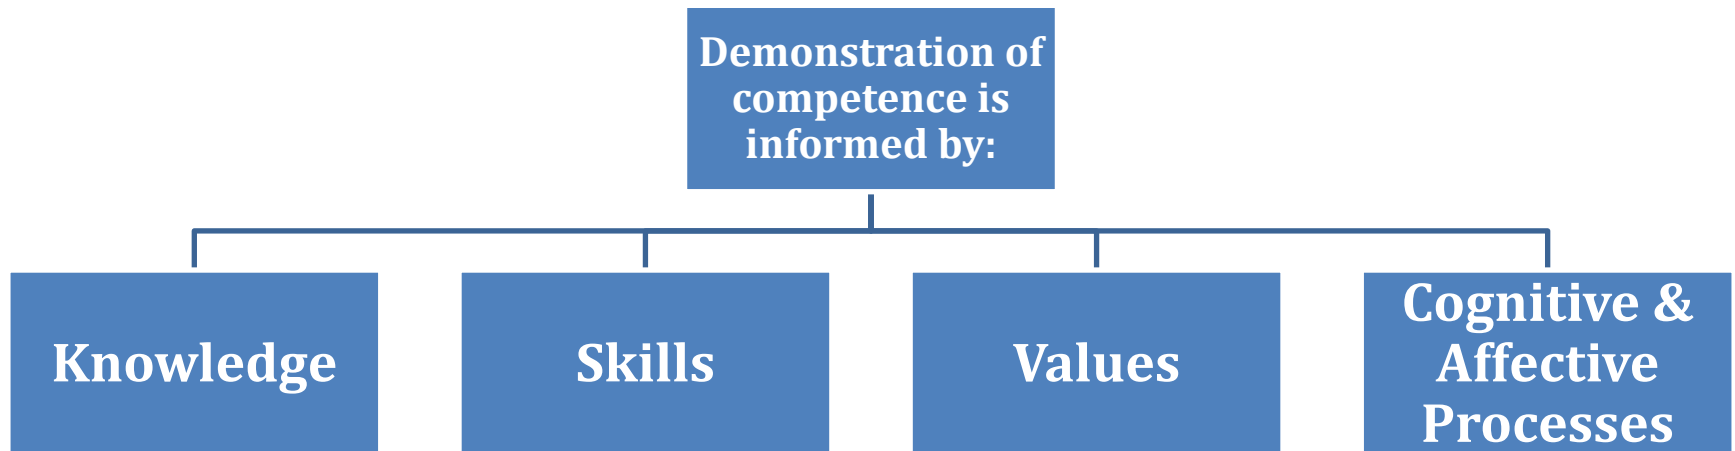 Demonstration of
competence is
informed by:
Knowledge
Skills
Values
Cognitive &
Affective
Processes